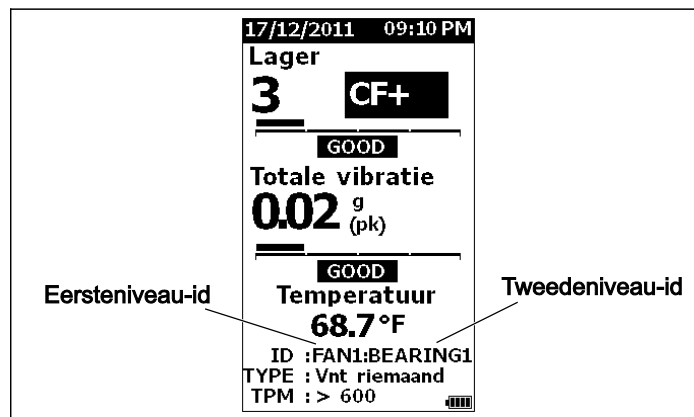 17/12/2011 09:10 PM
Lager
3 CF+
GOOD
Totale vibratie
0.02 g (pk)
GOOD
Eersteniveau-id
Tweedeniveau-id
Temperatuur
68.7°F
ID :FAN1:BEARING1
TYPE : Vnt riemaand
TPM : > 600